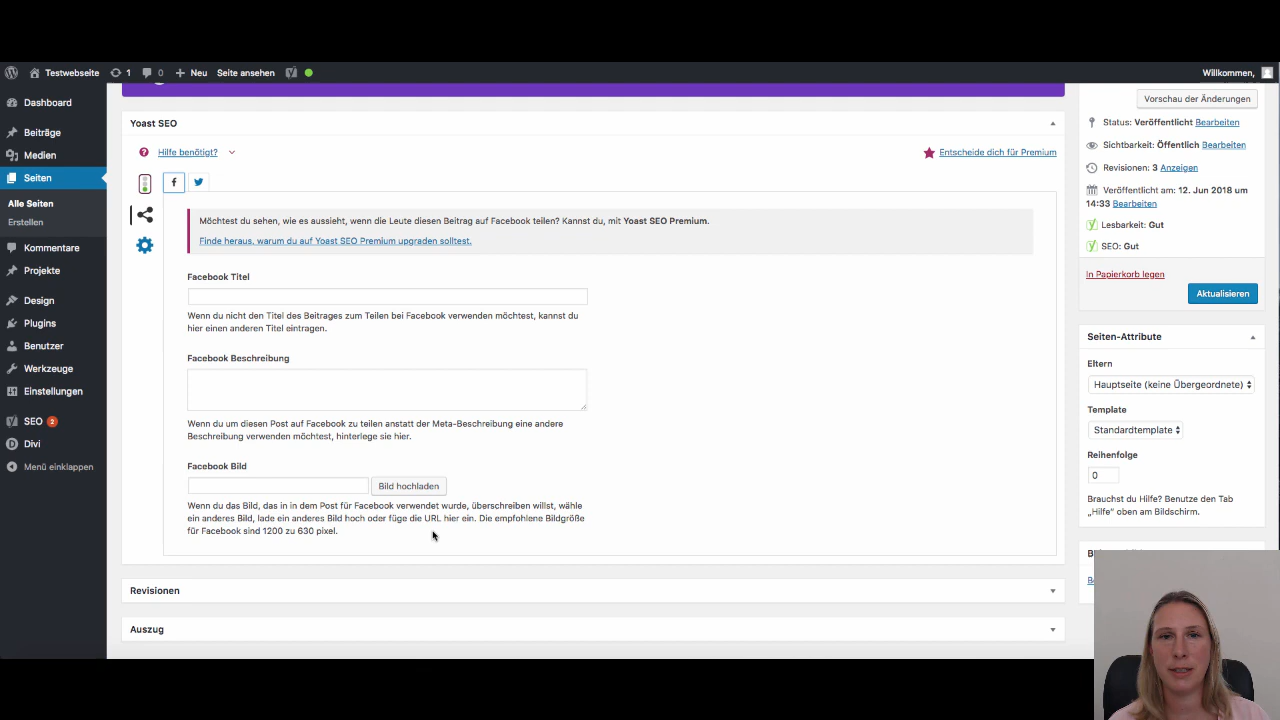 Testwebseite 1 0 Neu Seite ansehen Willkommen,
Dashboard
Beiträge
Medien
Seiten
Alle Seiten
Erstellen
Kommentare
Projekte
Design
Plugins
Benutzer
Werkzeuge
Einstellungen
SEO 2
Divi
Menü einklappen
Yoast SEO
Hilfe benötigt?
Entscheide dich für Premium
Möchtest du sehen, wie es aussieht, wenn die Leute diesen Beitrag auf Facebook teilen? Kannst du, mit Yoast SEO Premium.
Finde heraus, warum du auf Yoast SEO Premium upgraden solltest.
Facebook Titel
Wenn du nicht den Titel des Beitrages zum Teilen bei Facebook verwenden möchtest, kannst du
hier einen anderen Titel eintragen.
Facebook Beschreibung
Wenn du um diesen Post auf Facebook zu teilen anstatt der Meta-Beschreibung eine andere
Beschreibung verwenden möchtest, hinterlege sie hier.
Facebook Bild
Bild hochladen
Wenn du das Bild, das in in dem Post für Facebook verwendet wurde, überschreiben willst, wähle
ein anderes Bild, lade ein anderes Bild hoch oder füge die URL hier ein. Die empfohlene Bildgröße
für Facebook sind 1200 zu 630 pixel.
Revisionen
Auszug
Vorschau der Änderungen
Status: Veröffentlicht Bearbeiten
Sichtbarkeit: Öffentlich Bearbeiten
Revisionen: 3 Anzeigen
Veröffentlicht am: 12. Jun 2018 um
14:33 Bearbeiten
Lesbarkeit: Gut
SEO: Gut
In Papierkorb legen
Aktualisieren
Seiten-Attribute
Eltern
Hauptseite (keine Übergeordnete)
Template
Standardtemplate
Reihenfolge
0
Brauchst du Hilfe? Benutze den Tab
„Hilfe" oben am Bildschirm.